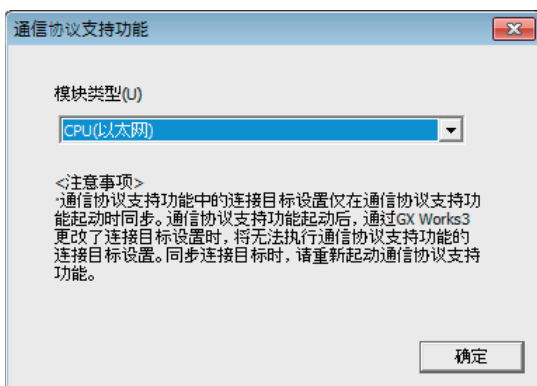 通信协议支持功能
模块类型(U)
CPU(以太网)
<注意事项>
·通信协议支持功能中的连接目标设置仅在通信协议支持功
能起动时同步。通信协议支持功能起动后，通过GX Works3
更改了连接目标设置时，将无法执行通信协议支持功能的
连接目标设置。同步连接目标时，请重新起动通信协议支持
功能。
确定